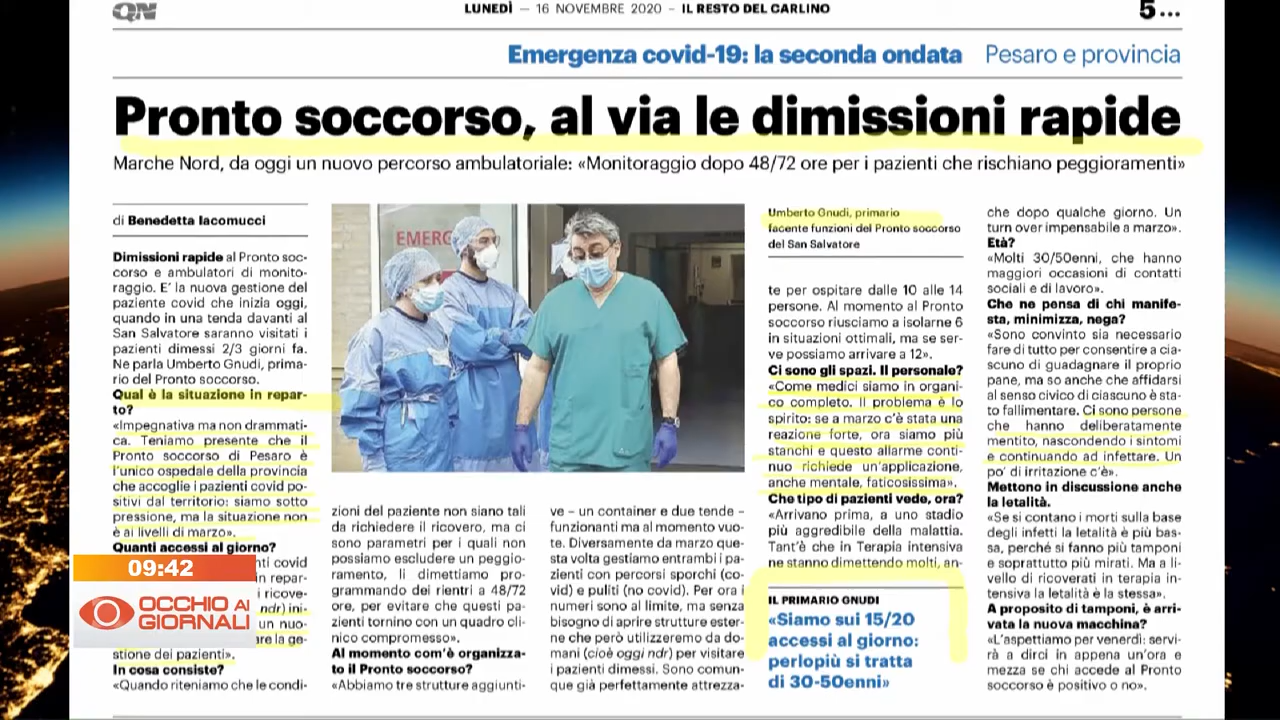 QN
LUNEDÌ — 16 NOVEMBRE 2020 – IL RESTO DEL CARLINO
5...
Emergenza covid-19: la seconda ondata
Pesaro e provincia
Pronto soccorso, al via le dimissioni rapide
Marche Nord, da oggi un nuovo percorso ambulatoriale: «Monitoraggio dopo 48/72 ore per i pazienti che rischiano peggioramenti»
di Benedetta Iacomucci
Dimissioni rapide al Pronto soc-
corso e ambulatori di monito-
raggio. E' la nuova gestione del
paziente covid che inizia oggi,
quando in una tenda davanti al
San Salvatore saranno visitati i
pazienti dimessi 2/3 giorni fa.
Ne parla Umberto Gnudi, prima-
rio del Pronto soccorso.
Qual è la situazione in repar-
to?
«Impegnativa ma non drammati-
ca. Teniamo presente che il
Pronto soccorso di Pesaro è
l'unico ospedale della provincia
che accoglie i pazienti covid po-
sitivi dal territorio: siamo sotto
pressione, ma la situazione non
è ai livelli di marzo».
Quanti accessi al giorno?
nti covid
in repar-
i ricove-
ndr) ini-
un nuo-
are la ge-
stione dei pazienti».
In cosa consiste?
«Quando riteniamo che le condi-
EMERG
zioni del paziente non siano tali
da richiedere il ricovero, ma ci
sono parametri per i quali non
possiamo escludere un peggio-
ramento, li dimettiamo pro-
grammando dei rientri a 48/72
ore, per evitare che questi pa-
zienti tornino con un quadro cli-
nico compromesso».
Al momento com'è organizza-
to il Pronto soccorso?
«Abbiamo tre strutture aggiunti-
ve – un container e due tende –
funzionanti ma al momento vuo-
te. Diversamente da marzo que-
sta volta gestiamo entrambi i pa-
zienti con percorsi sporchi (co-
vid) e puliti (no covid). Per ora i
numeri sono al limite, ma senza
bisogno di aprire strutture ester-
ne che però utilizzeremo da do-
mani (cioè oggi ndr) per visitare
i pazienti dimessi. Sono comun-
que già perfettamente attrezza-
Umberto Gnudi, primario
facente funzioni del Pronto soccorso
del San Salvatore
te per ospitare dalle 10 alle 14
persone. Al momento al Pronto
soccorso riusciamo a isolarne 6
in situazioni ottimali, ma se ser-
ve possiamo arrivare a 12».
Ci sono gli spazi. Il personale?
«Come medici siamo in organi-
co completo. Il problema è lo
spirito: se a marzo c'è stata una
reazione forte, ora siamo più
stanchi e questo allarme conti-
nuo richiede un'applicazione,
anche mentale, faticosissima».
Che tipo di pazienti vede, ora?
«Arrivano prima, a uno stadio
più aggredibile della malattia.
Tant'è che in Terapia intensiva
ne stanno dimettendo molti, an-
IL PRIMARIO GNUDI
«Siamo sui 15/20
accessi al giorno:
perlopiù si tratta
di 30-50enni»
che dopo qualche giorno. Un
turn over impensabile a marzo».
Età?
«Molti 30/50enni, che hanno
maggiori occasioni di contatti
sociali e di lavoro».
Che ne pensa di chi manife-
sta, minimizza, nega?
«Sono convinto sia necessario
fare di tutto per consentire a cia-
scuno di guadagnare il proprio
pane, ma so anche che affidarsi
al senso civico di ciascuno è sta-
to fallimentare. Ci sono persone
che hanno deliberatamente
mentito, nascondendo i sintomi
e continuando ad infettare. Un
po' di irritazione c'è».
Mettono in discussione anche
la letalità.
«Se si contano i morti sulla base
degli infetti la letalità è più bas-
sa, perché si fanno più tamponi
e soprattutto più mirati. Ma a li-
vello di ricoverati in terapia in-
tensiva la letalità è la stessa».
A proposito di tamponi, è arri-
vata la nuova macchina?
«L'aspettiamo per venerdì: servi-
rà a dirci in appena un'ora e
mezza se chi accede al Pronto
soccorso è positivo o no».
09:42
OCCHIO AI
GIORNALI